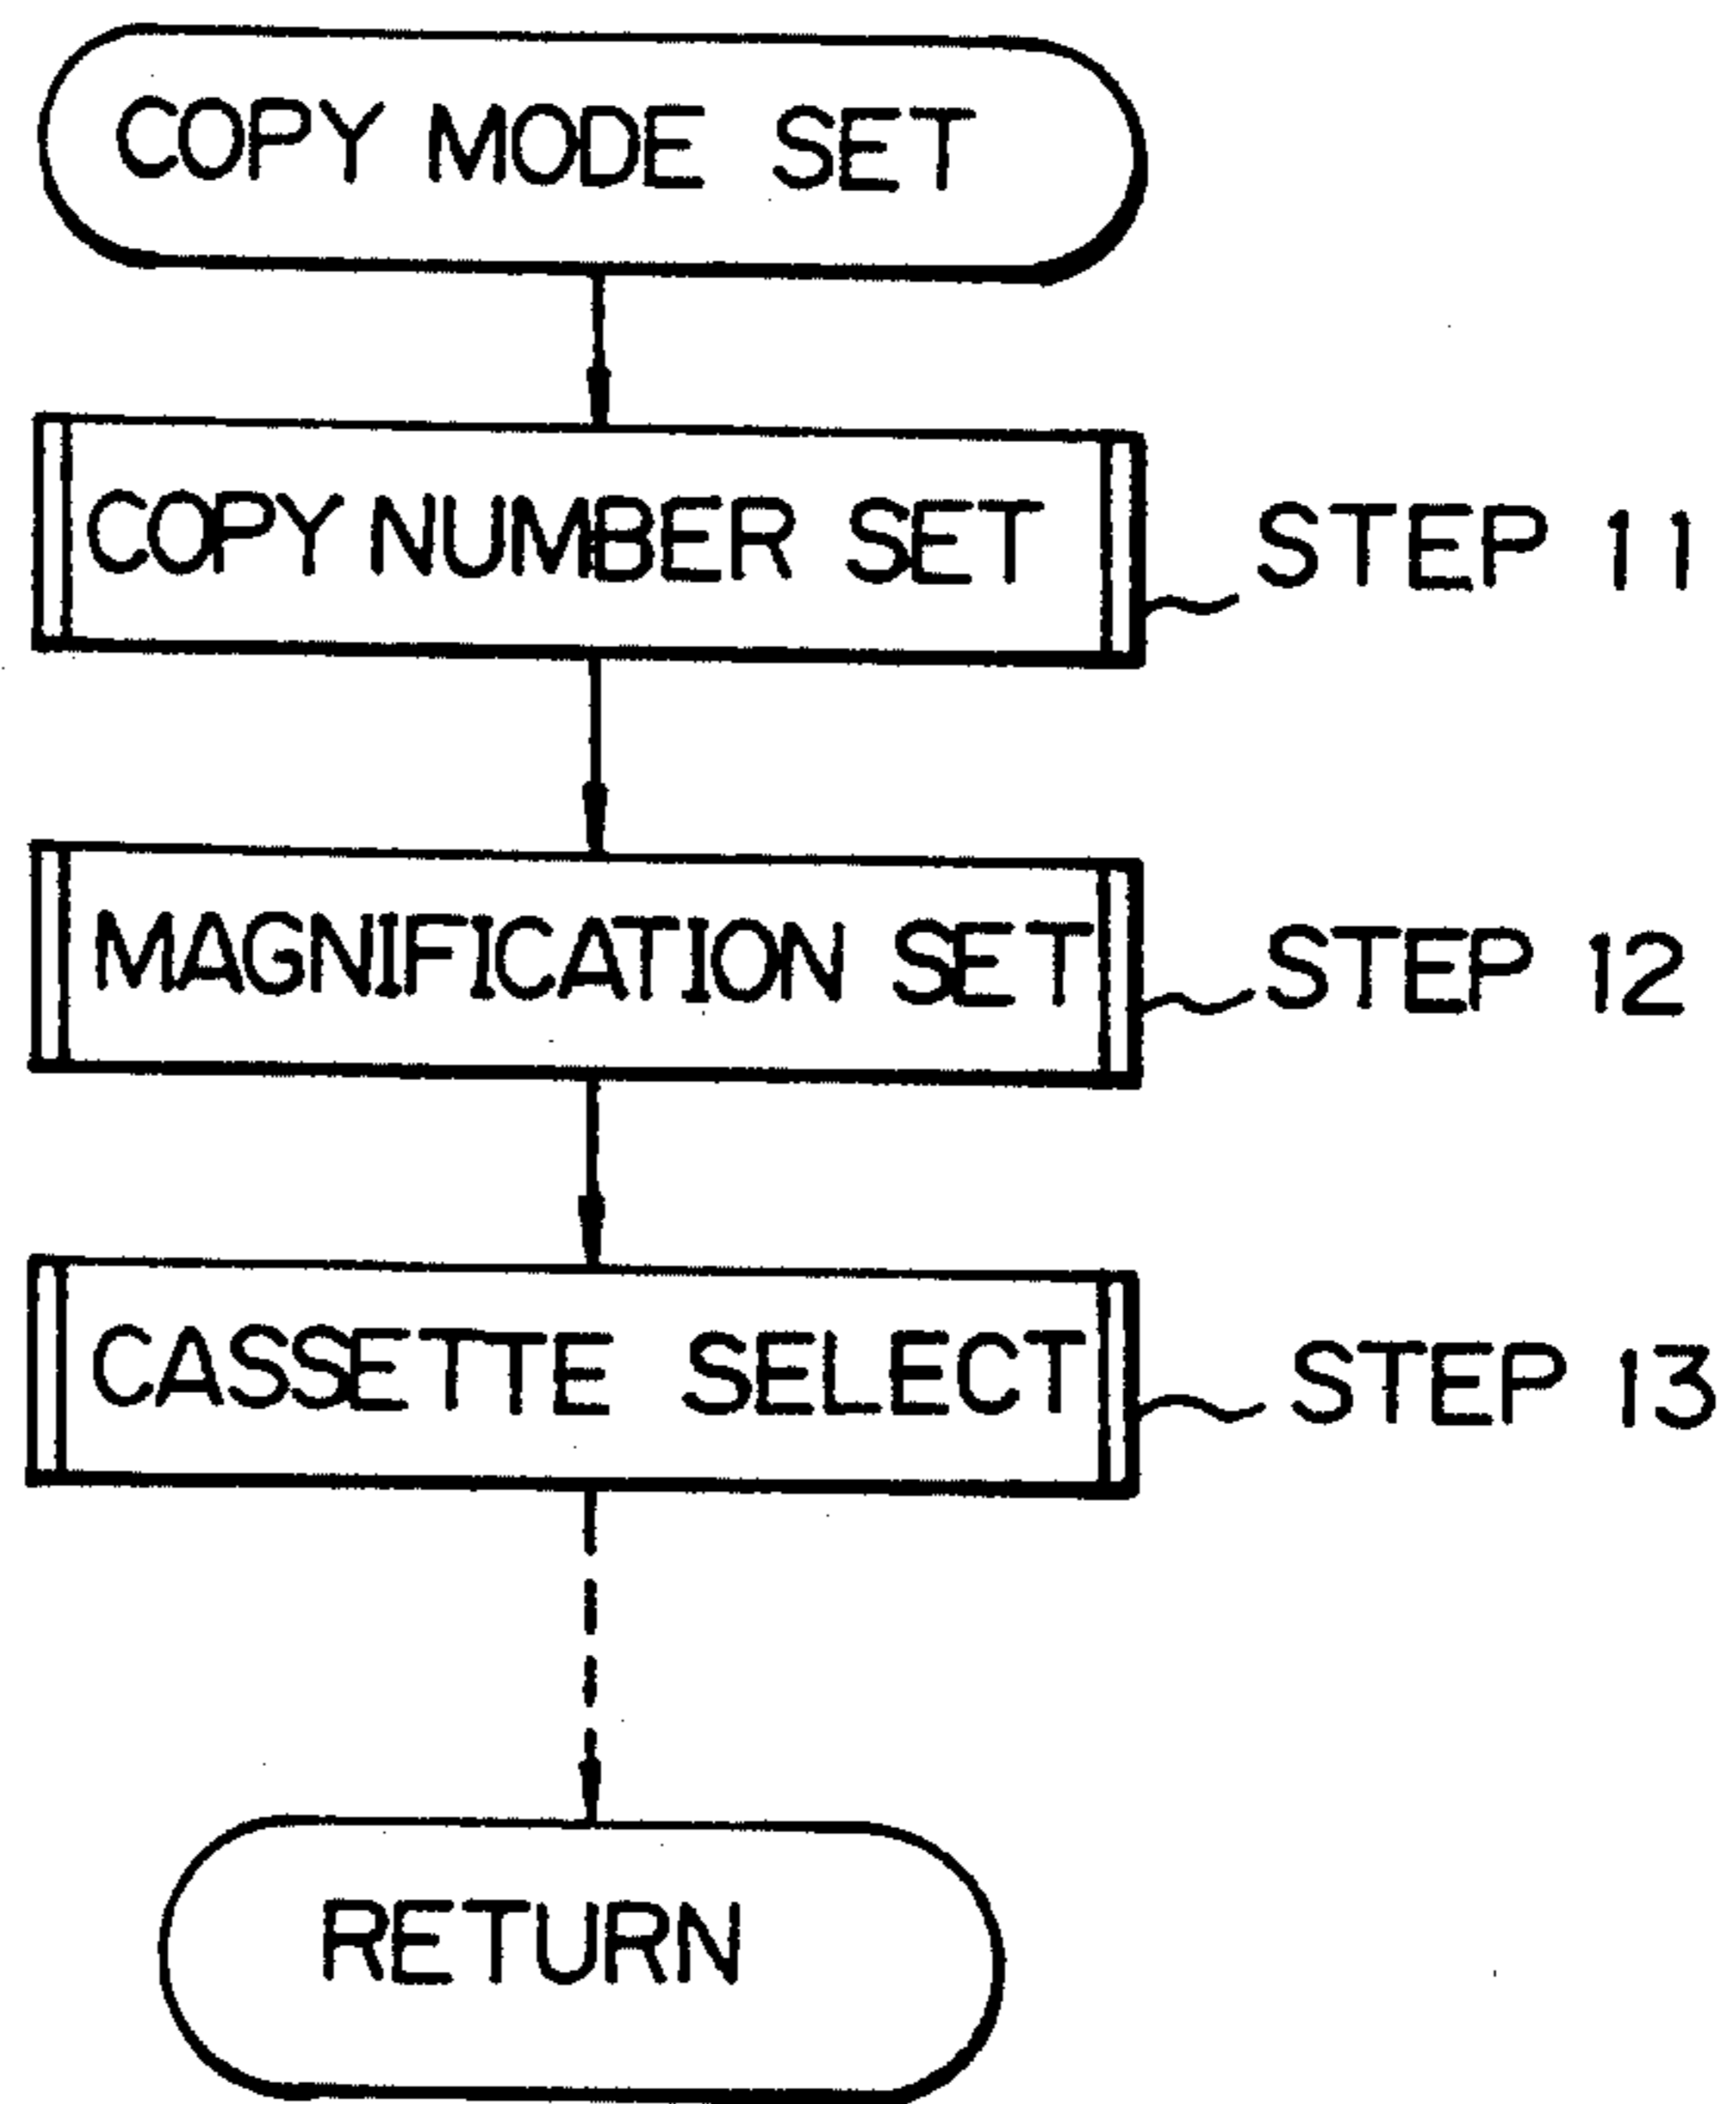 COPY MODE SET
COPY NUMBER SET
STEP 11
MAGNIFICATION SET
STEP 12
CASSETTE SELECT
STEP 13
RETURN